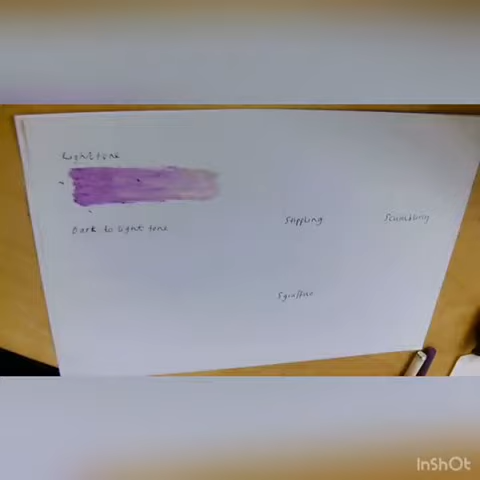 Light tone
Dark to light tone
Stippling
Scumbling
Sgraffito
InShOt